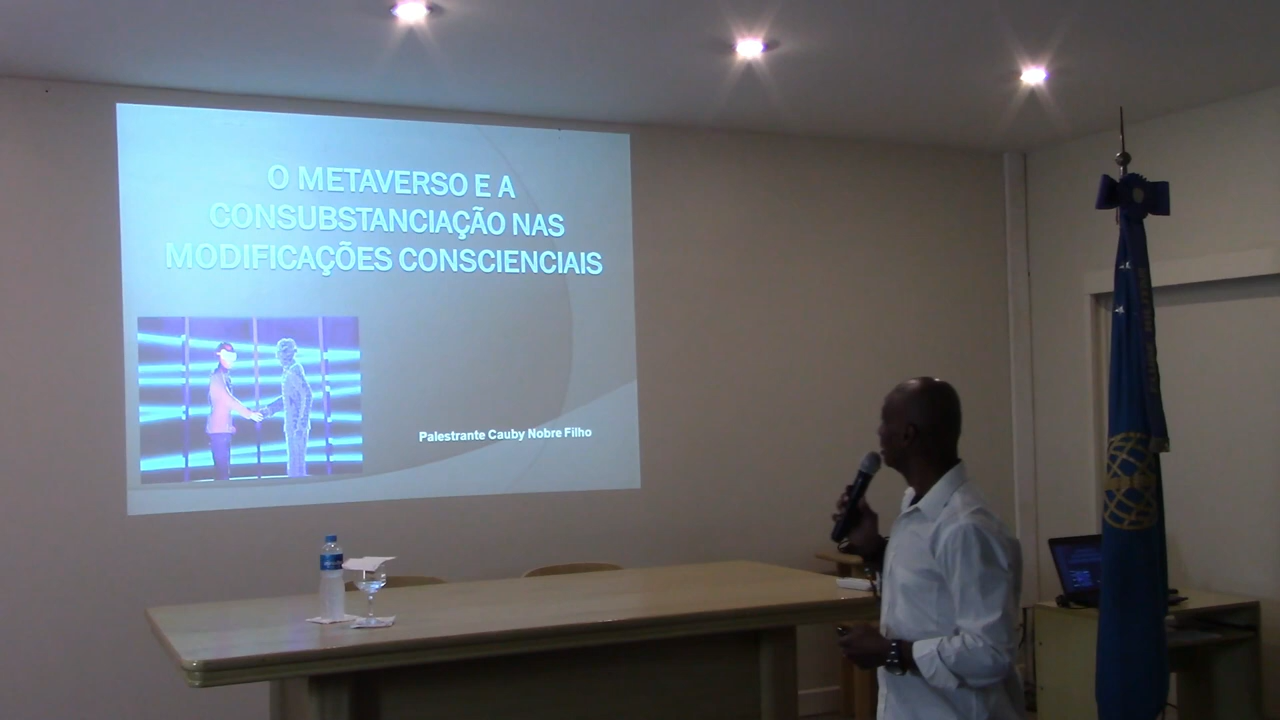 O METAVERSO E A
CONSUBSTANCIAÇÃO NAS
MODIFICAÇÕES CONSCIENCIAIS
Palestrante Cauby Nobre Filho